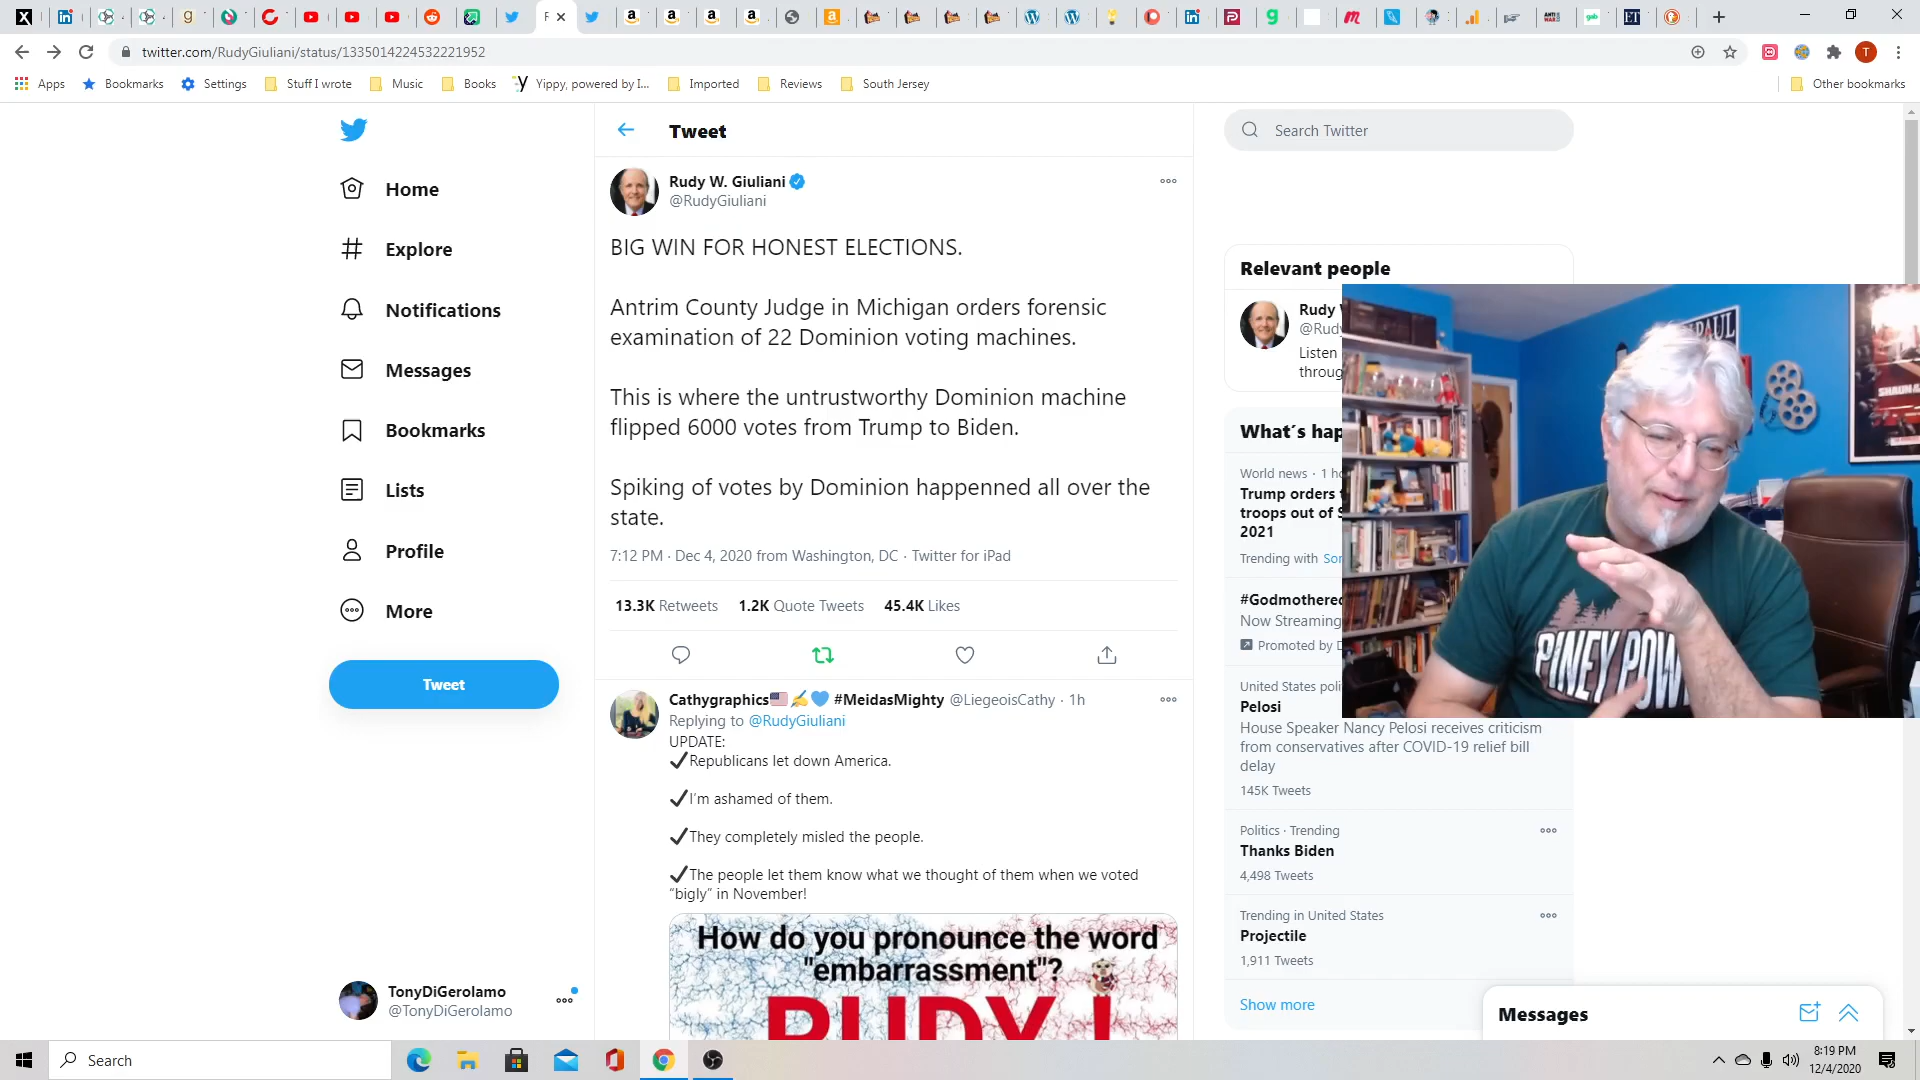 twitter.com/RudyGiuliani/status/1335014224532221952
Apps
Bookmarks
Settings
Stuff I wrote
Music
Books
Yippy, powered by I...
Imported
Reviews
South Jersey
Other bookmarks
Home
Explore
Notifications
Messages
Bookmarks
Lists
Profile
More
Tweet
TonyDiGerolamo
@TonyDiGerolamo
Tweet
Rudy W. Giuliani
@RudyGiuliani
BIG WIN FOR HONEST ELECTIONS.
Antrim County Judge in Michigan orders forensic
examination of 22 Dominion voting machines.
This is where the untrustworthy Dominion machine
flipped 6000 votes from Trump to Biden.
Spiking of votes by Dominion happenned all over the
state.
7:12 PM · Dec 4, 2020 from Washington, DC · Twitter for iPad
13.3K Retweets 1.2K Quote Tweets 45.4K Likes
Cathygraphics #MeidasMighty @LiegeoisCathy · 1h
Replying to @RudyGiuliani
UPDATE:
✔Republicans let down America.
✔I'm ashamed of them.
✔They completely misled the people.
✔The people let them know what we thought of them when we voted
"bigly" in November!
How do you pronounce the word
"embarrassment"?
RUDY
Search Twitter
Relevant people
Rudy
@Rudy
Listen
throug
What's hap
World news · 1 h
Trump orders
troops out of S
2021
Trending with Sor
#Godmothered
Now Streaming
Promoted by D
United States poli
Pelosi
House Speaker Nancy Pelosi receives criticism
from conservatives after COVID-19 relief bill
delay
145K Tweets
Politics · Trending
Thanks Biden
4,498 Tweets
Trending in United States
Projectile
1,911 Tweets
Show more
Messages
PAUL
SHAUN
PINEY POW
Search
8:19 PM
12/4/2020